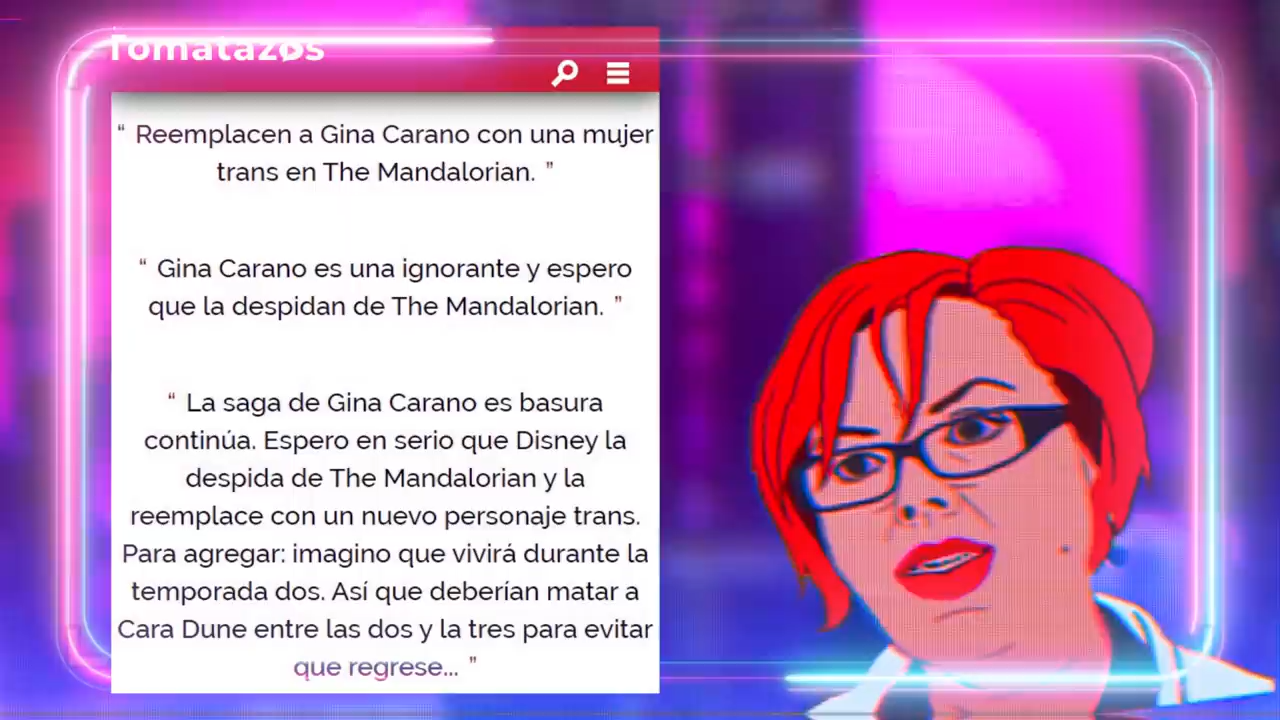 Tomatazos
“ Reemplacen a Gina Carano con una mujer
trans en The Mandalorian. ”
“ Gina Carano es una ignorante y espero
que la despidan de The Mandalorian. ”
“ La saga de Gina Carano es basura
continúa. Espero en serio que Disney la
despida de The Mandalorian y la
reemplace con un nuevo personaje trans.
Para agregar: imagino que vivirá durante la
temporada dos. Así que deberían matar a
Cara Dune entre las dos y la tres para evitar
que regrese... ”